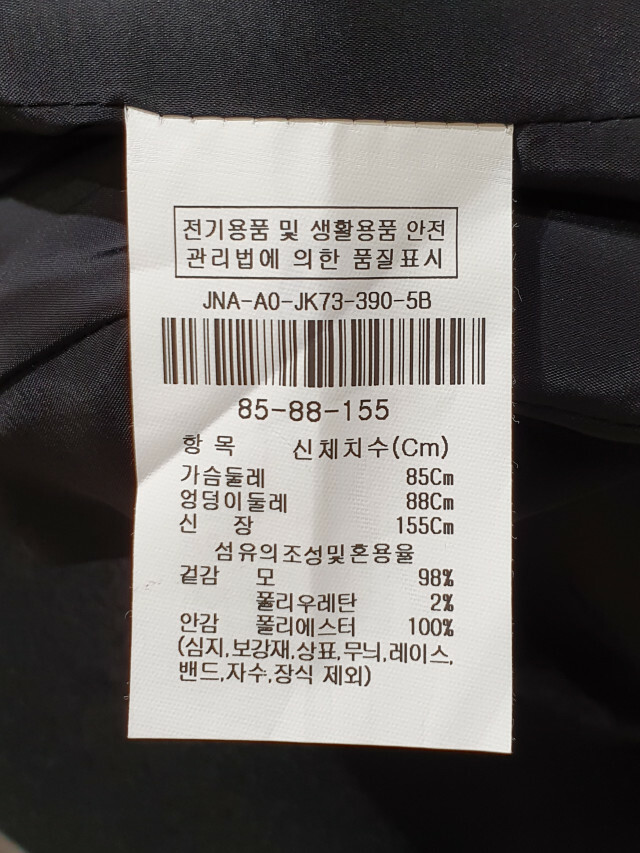 전기용품 및 생활용품 안전
관리법에 의한 품질표시
JNA-A0-JK73-390-5B
85-88-155
항 목 신체치수(Cm)
가슴둘레 85Cm
엉덩이둘레 88Cm
신 장 155Cm
섬유의조성및혼용율
겉감 모 98%
폴리우레탄 2%
안감 폴리에스터 100%
(심지,보강재,상표,무늬,레이스,
밴드,자수,장식 제외)